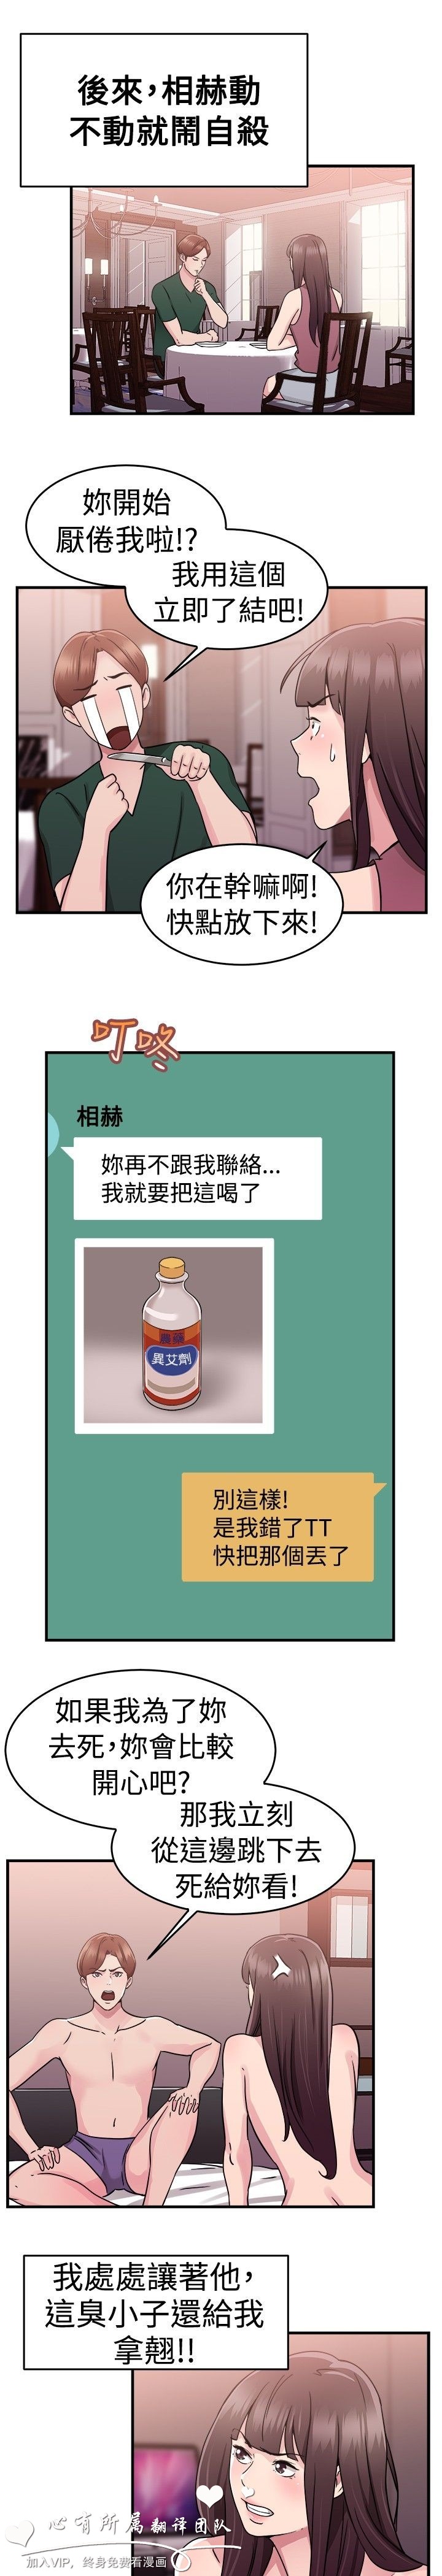 後來，相赫動
不動就鬧自殺
妳開始
厭倦我啦!?
我用這個
立即了結吧!
你在幹嘛啊!
快點放下來!
叮咚
相赫
妳再不跟我聯絡...
我就要把這喝了
農藥
異艾劑
別這樣!
是我錯了TT
快把那個丟了
如果我為了妳
去死，妳會比較
開心吧?
那我立刻
從這邊跳下去
死給妳看!
我處處讓著他，
這臭小子還給我
拿翹!!
心有所属翻译团队
加入VIP，终身免费看漫画